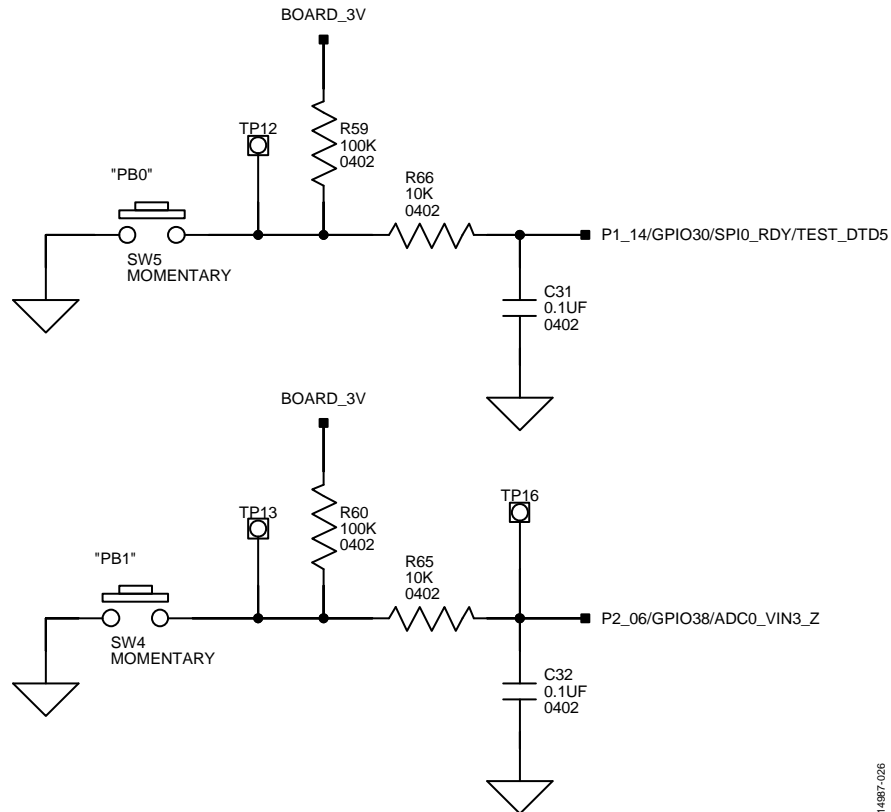 BOARD_3V
TP12
R59
100K
0402
"PB0"
R66
10K
0402
P1_14/GPIO30/SPI0_RDY/TEST_DTD5
SW5
MOMENTARY
C31
0.1UF
0402
BOARD_3V
TP13
R60
100K
0402
TP16
"PB1"
R65
10K
0402
P2_06/GPIO38/ADC0_VIN3_Z
SW4
MOMENTARY
C32
0.1UF
0402
14987-026